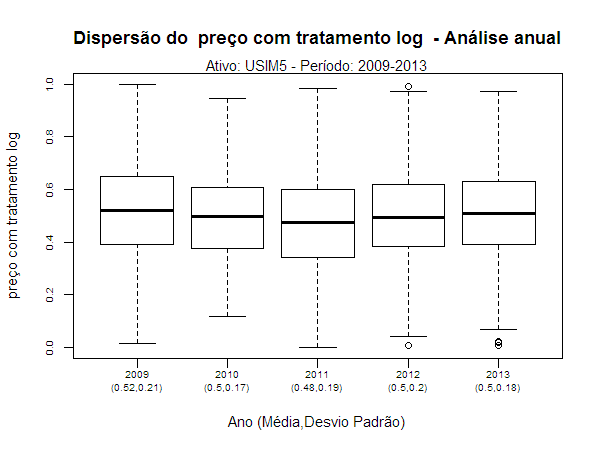 Dispersão do  preço com tratamento log  - Análise anual
Ativo: USIM5 - Período: 2009-2013
preço com tratamento log
1.0
0.8
0.6
0.4
0.2
0.0
2009 2010 2011 2012 2013
(0.52,0.21) (0.5,0.17) (0.48,0.19) (0.5,0.2) (0.5,0.18)
Ano (Média,Desvio Padrão)